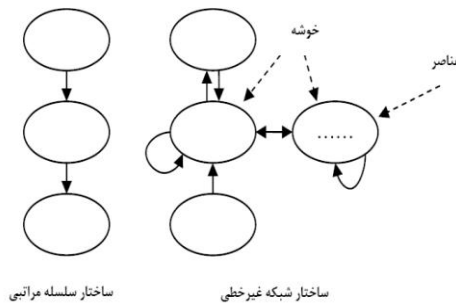 خوشه
عناصر
......
ساختار شبکه غیرخطی
ساختار سلسله مراتبی